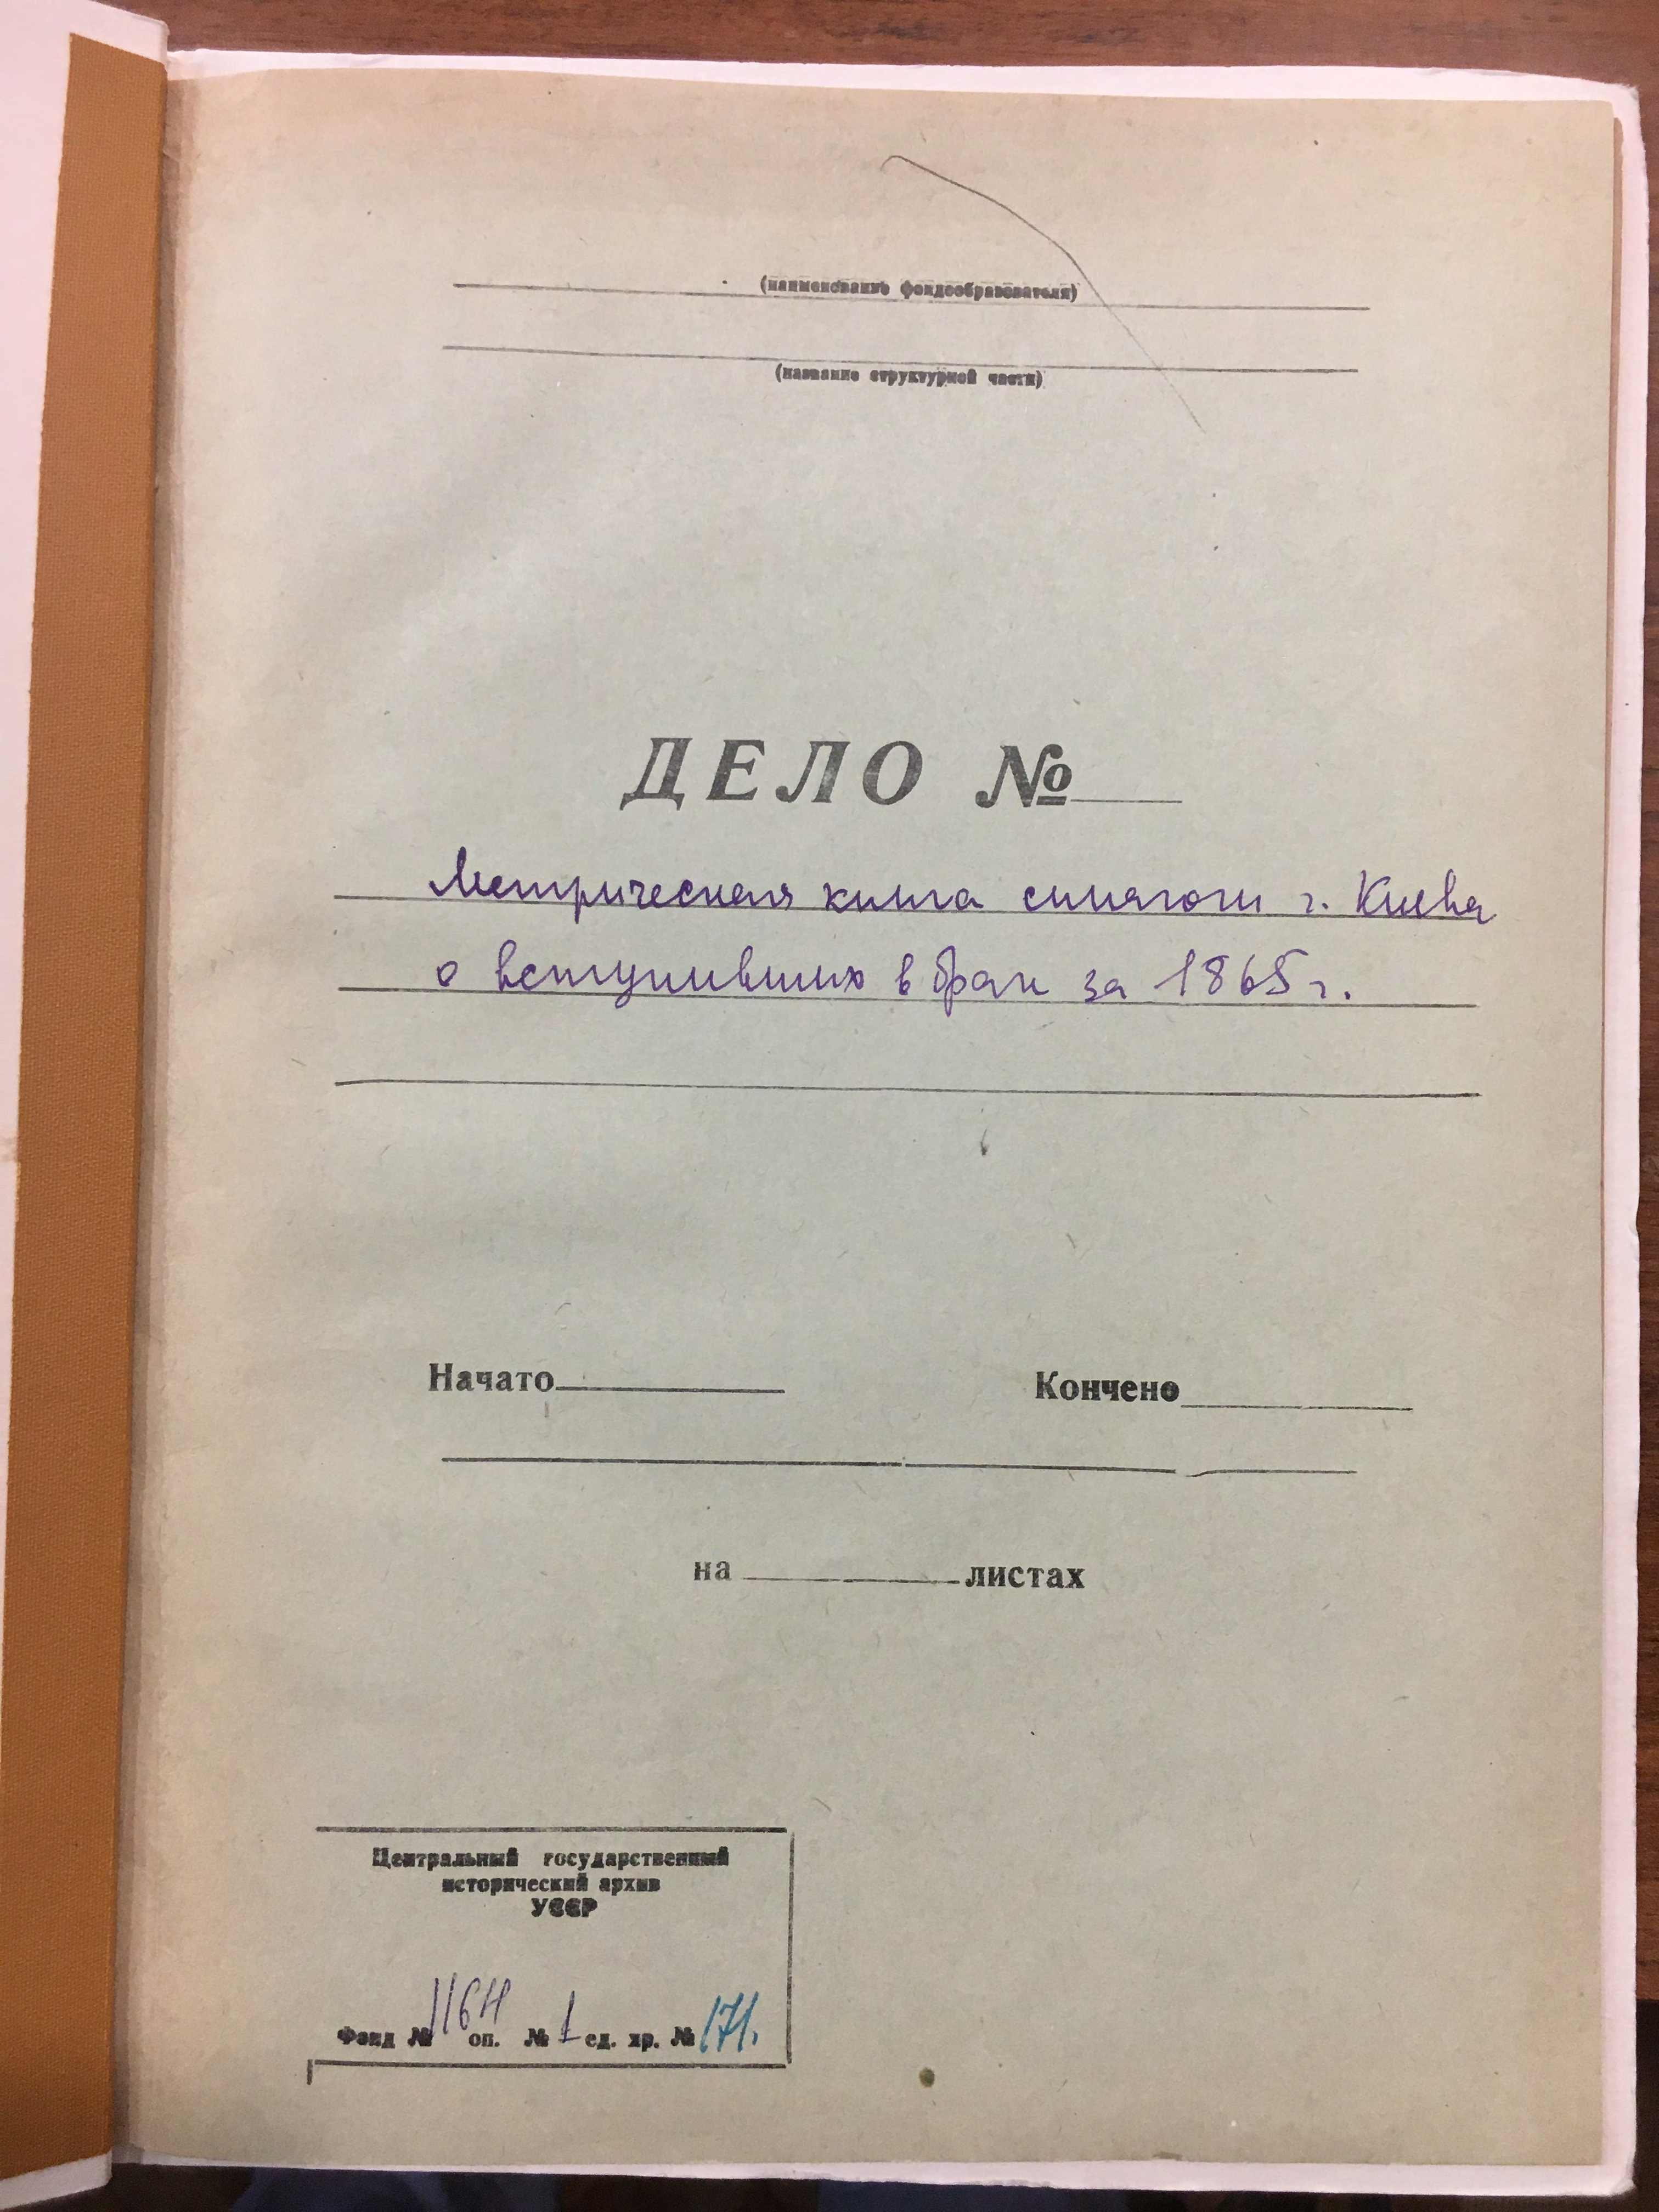 (наименование фондообразователя)
(название структурной части)
ДЕЛО №
Метрическая книга синагоги г. Киева
о вступивших в брак за 1865 г.
Начато
Кончено
на листах
Центральный государственный
исторический архив
УССР
Фонд № 1164 оп. № 1 ед. хр. № 171.